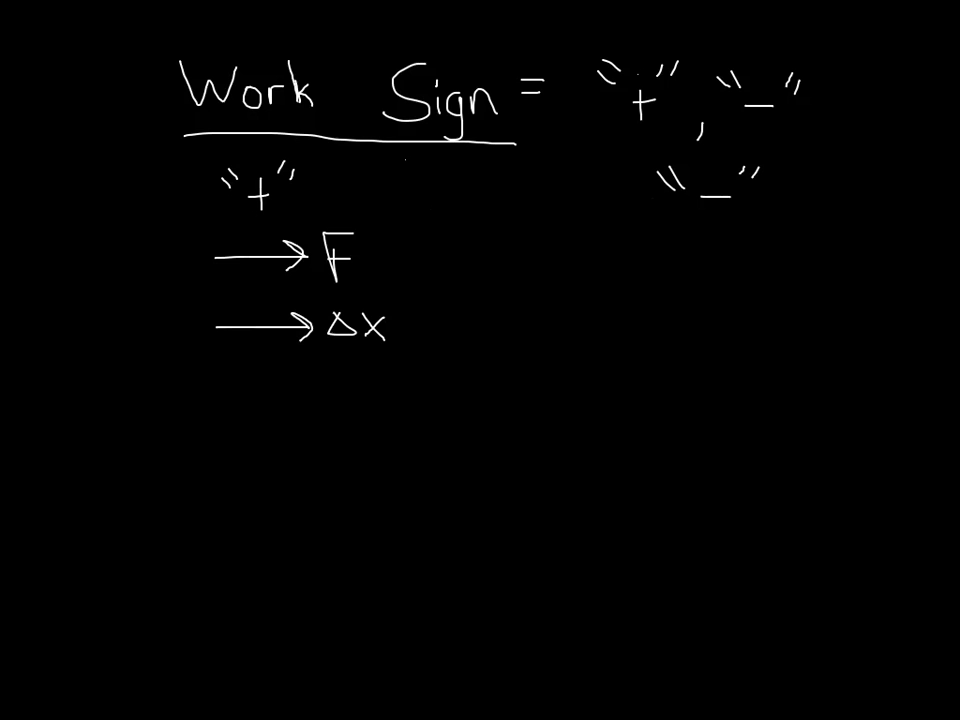 Work Sign = "+" , "-"
"+" "-"
→ F
→ Δx